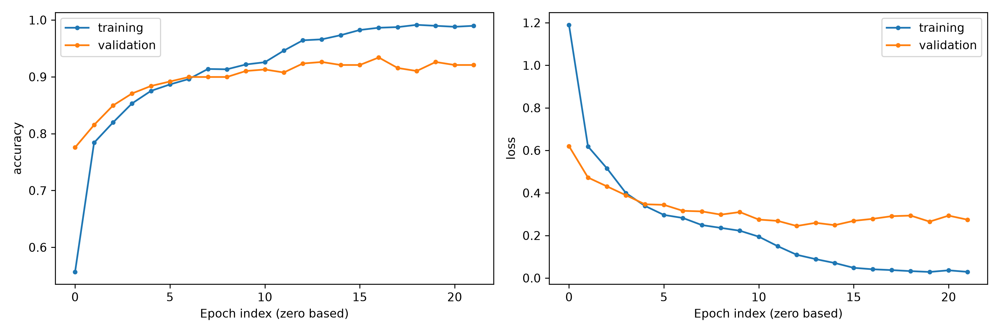 1.0
0.9
0.8
0.7
0.6
accuracy
training
validation
0
5
10
15
20
Epoch index (zero based)
1.2
1.0
0.8
0.6
0.4
0.2
0.0
loss
training
validation
0
5
10
15
20
Epoch index (zero based)